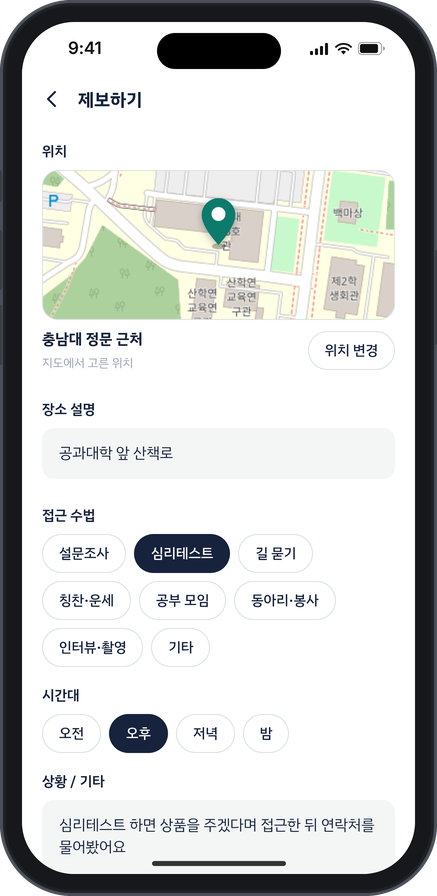 9:41
제보하기
위치
P
백마상
산학연
교육연
산학연
교육연
구관
제2학
생회관
충남대 정문 근처
지도에서 고른 위치
위치 변경
장소 설명
공과대학 앞 산책로
접근 수법
설문조사
심리테스트
길 묻기
칭찬·운세
공부 모임
동아리·봉사
인터뷰·촬영
기타
시간대
오전
오후
저녁
밤
상황 / 기타
심리테스트 하면 상품을 주겠다며 접근한 뒤 연락처를
물어봤어요